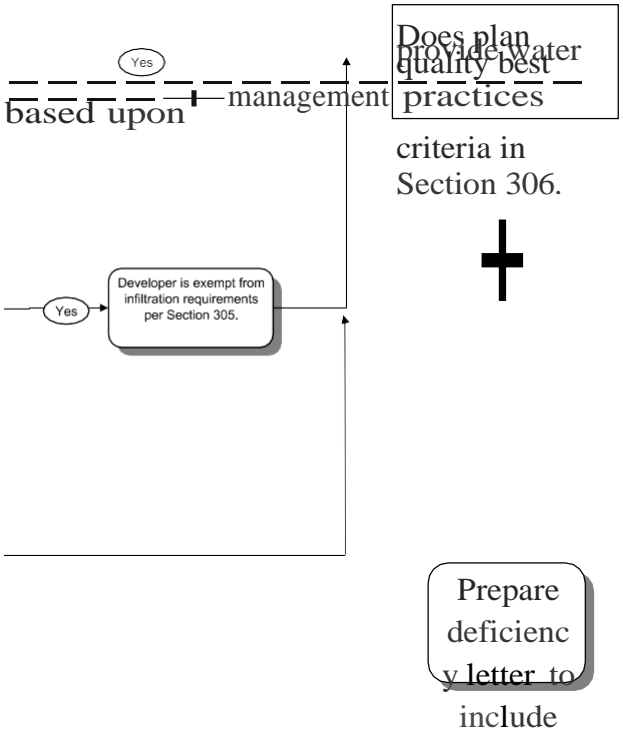 Yes
Does plan
provide water
quality best
management practices
based upon
criteria in
Section 306.
Developer is exempt from
infiltration requirements
per Section 305.
Yes
Prepare
deficienc
y letter to
include